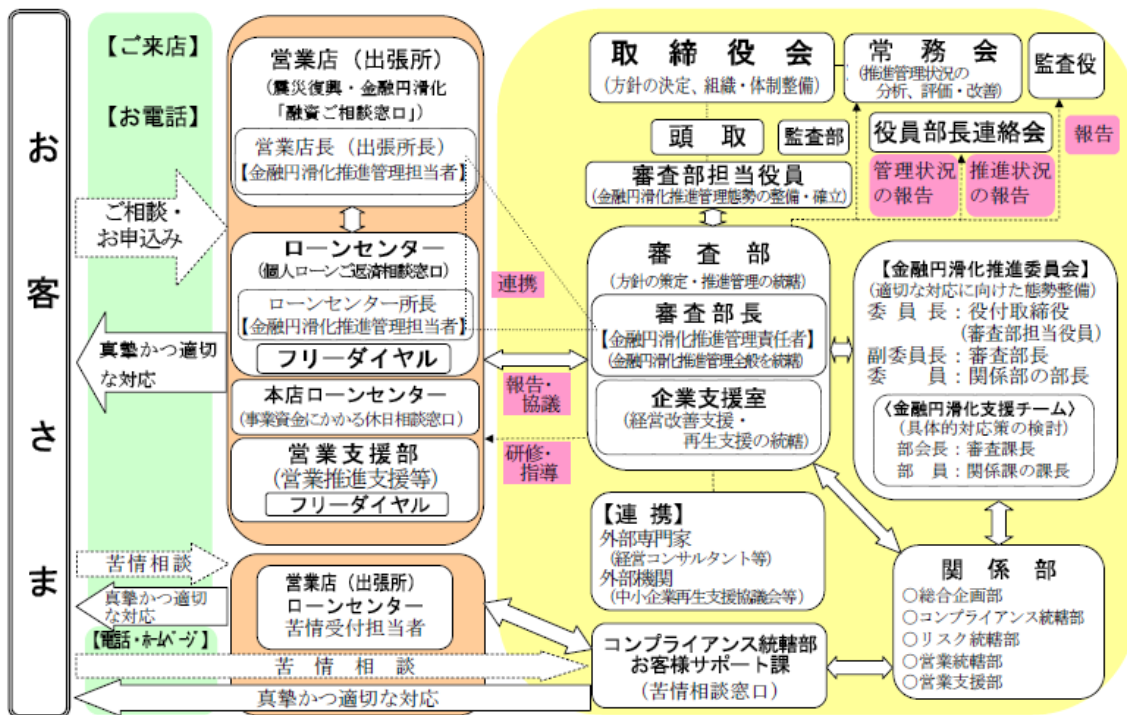 お客さま
【ご来店】
【お電話】
ご相談・
お申込み
真摯かつ適切
な対応
苦情相談
真摯かつ適切
な対応
【電話・ホームページ】
苦情相談
真摯かつ適切な対応
営業店（出張所）
(震災復興・金融円滑化
「融資ご相談窓口」)
営業店長（出張所長）
【金融円滑化推進管理担当者】
ローンセンター
(個人ローンご返済相談窓口)
ローンセンター所長
【金融円滑化推進管理担当者】
フリーダイヤル
本店ローンセンター
(事業資金にかかる休日相談窓口)
営業支援部
(営業推進支援等)
フリーダイヤル
営業店（出張所）
ローンセンター
苦情受付担当者
連携
報告・
協議
研修・
指導
取締役会
(方針の決定、組織・体制整備)
常務会
(推進管理状況の
分析、評価・改善)
監査役
頭取
監査部
役員部長連絡会
報告
審査部担当役員
(金融円滑化推進管理態勢の整備・確立)
管理状況
の報告
推進状況
の報告
審査部
(方針の策定・推進管理の統轄)
審査部長
【金融円滑化推進管理責任者】
(金融円滑化推進管理全般を統轄)
企業支援室
(経営改善支援・
再生支援の統轄)
【金融円滑化推進委員会】
(適切な対応に向けた態勢整備)
委員長：役付取締役
(審査部担当役員)
副委員長：審査部長
委　　員：関係部の部長
〈金融円滑化支援チーム〉
(具体的対応策の検討)
部会長：審査課長
部　員：関係課の課長
【連携】
外部専門家
(経営コンサルタント等)
外部機関
(中小企業再生支援協議会等)
コンプライアンス統轄部
お客様サポート課
(苦情相談窓口)
関係部
○総合企画部
○コンプライアンス統轄部
○リスク統轄部
○営業統轄部
○営業支援部